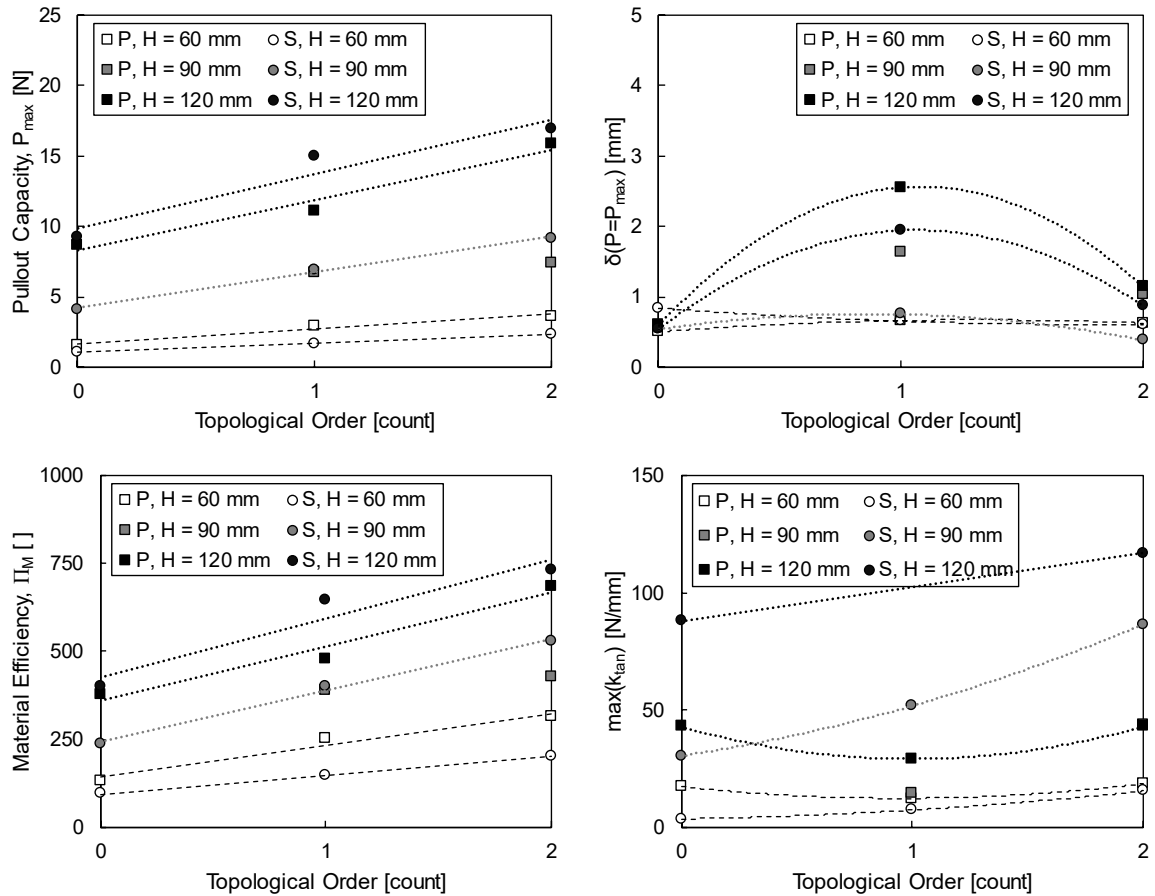 25
20
15
10
5
0
Pullout Capacity, P_max [N]
P, H = 60 mm S, H = 60 mm
P, H = 90 mm S, H = 90 mm
P, H = 120 mm S, H = 120 mm
0 1 2
Topological Order [count]
5
4
3
2
1
0
δ(P=P_max) [mm]
P, H = 60 mm S, H = 60 mm
P, H = 90 mm S, H = 90 mm
P, H = 120 mm S, H = 120 mm
0 1 2
Topological Order [count]
1000
750
500
250
0
Material Efficiency, Π_M [ ]
P, H = 60 mm S, H = 60 mm
P, H = 90 mm S, H = 90 mm
P, H = 120 mm S, H = 120 mm
0 1 2
Topological Order [count]
150
100
50
0
max(k_tan) [N/mm]
P, H = 60 mm S, H = 60 mm
P, H = 90 mm S, H = 90 mm
P, H = 120 mm S, H = 120 mm
0 1 2
Topological Order [count]